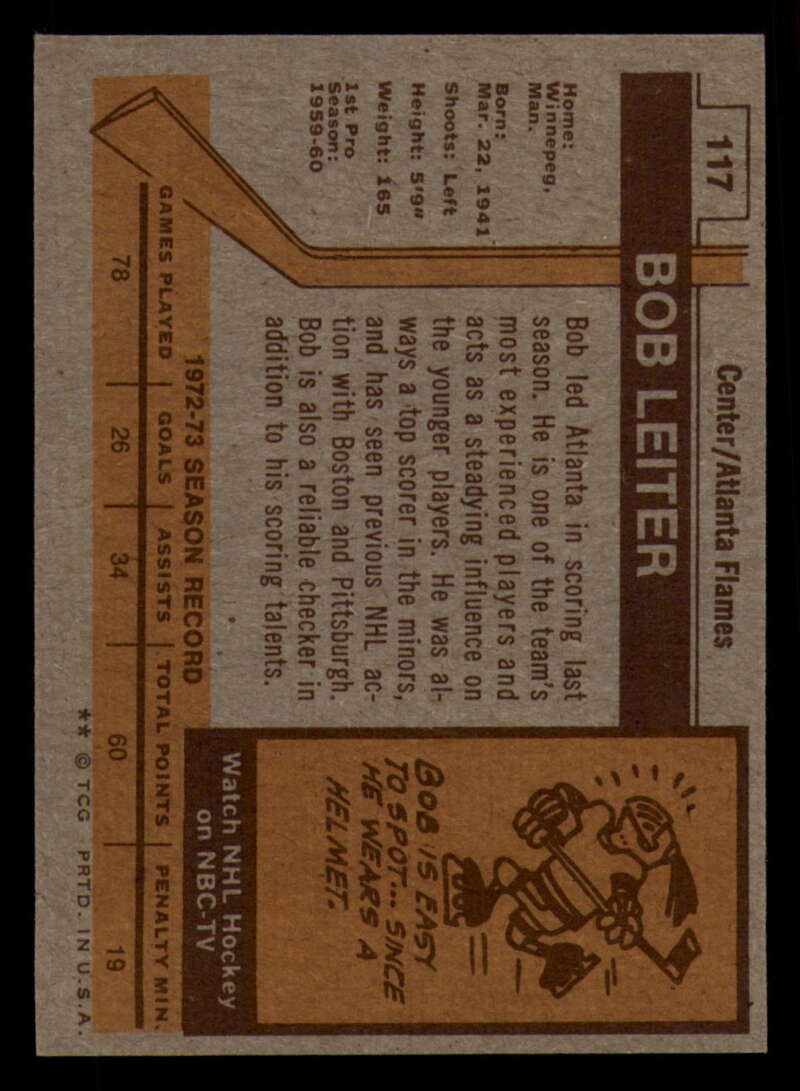 117
Center/Atlanta Flames
BOB LEITER
Home:
Winnepeg,
Man.
Born:
Mar. 22, 1941
Shoots: Left
Height: 5'9"
Weight: 165
1st Pro
Season:
1959-60
Bob led Atlanta in scoring last
season. He is one of the team's
most experienced players and
acts as a steadying influence on
the younger players. He was al-
ways a top scorer in the minors,
and has seen previous NHL ac-
tion with Boston and Pittsburgh.
Bob is also a reliable checker in
addition to his scoring talents.
BOB IS EASY
TO SPOT... SINCE
HE WEARS A
HELMET.
Watch NHL Hockey
on NBC-TV
1972-73 SEASON RECORD
GAMES PLAYED GOALS ASSISTS TOTAL POINTS PENALTY MIN.
78 26 34 60 19
** © TCG PRTD. IN U.S.A.